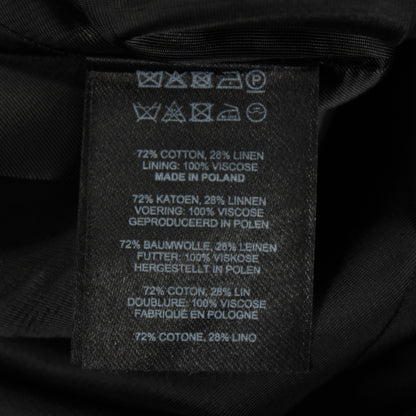 72% COTTON, 28% LINEN
LINING: 100% VISCOSE
MADE IN POLAND
72% KATOEN, 28% LINNEN
VOERING: 100% VISCOSE
GEPRODUCEERD IN POLEN
72% BAUMWOLLE, 28% LEINEN
FUTTER: 100% VISKOSE
HERGESTELLT IN POLEN
72% COTON, 28% LIN
DOUBLURE: 100% VISCOSE
FABRIQUÉ EN POLOGNE
72% COTONE, 28% LINO